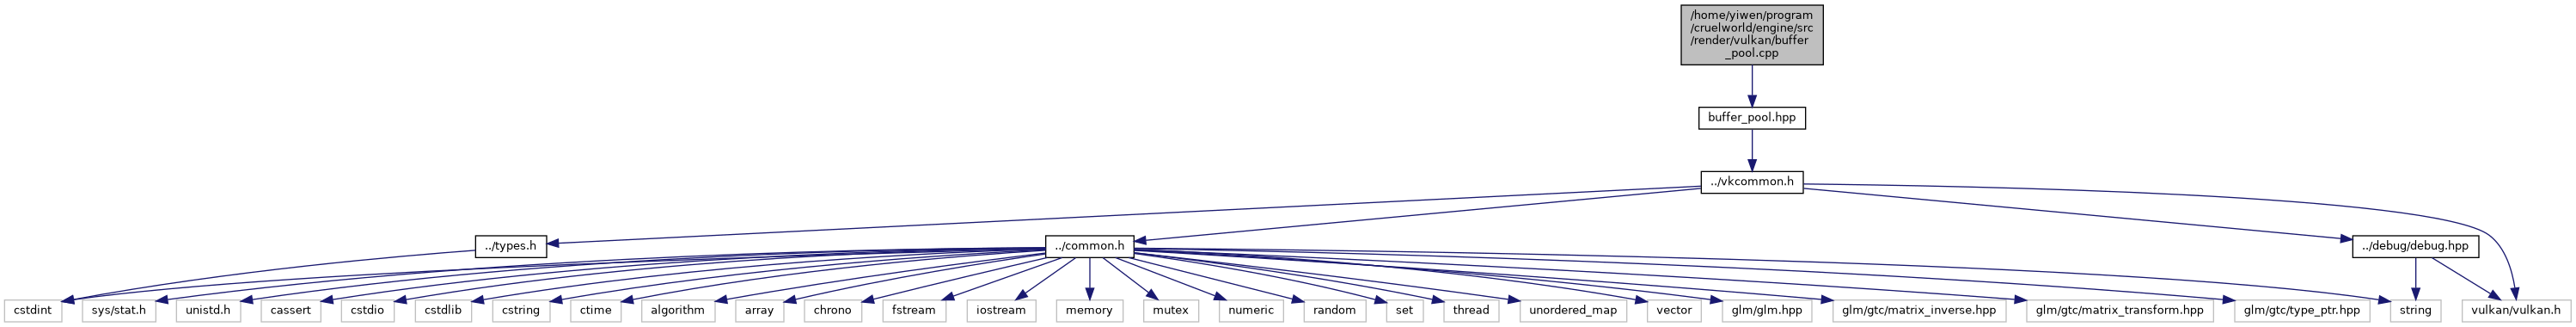 /home/yiwen/program
/cruelworld/engine/src
/render/vulkan/buffer
_pool.cpp
buffer_pool.hpp
../vkcommon.h
../types.h
../common.h
../debug/debug.hpp
cstdint
sys/stat.h
unistd.h
cassert
cstdio
cstdlib
cstring
ctime
algorithm
array
chrono
fstream
iostream
memory
mutex
numeric
random
set
thread
unordered_map
vector
glm/glm.hpp
glm/gtc/matrix_inverse.hpp
glm/gtc/matrix_transform.hpp
glm/gtc/type_ptr.hpp
string
vulkan/vulkan.h